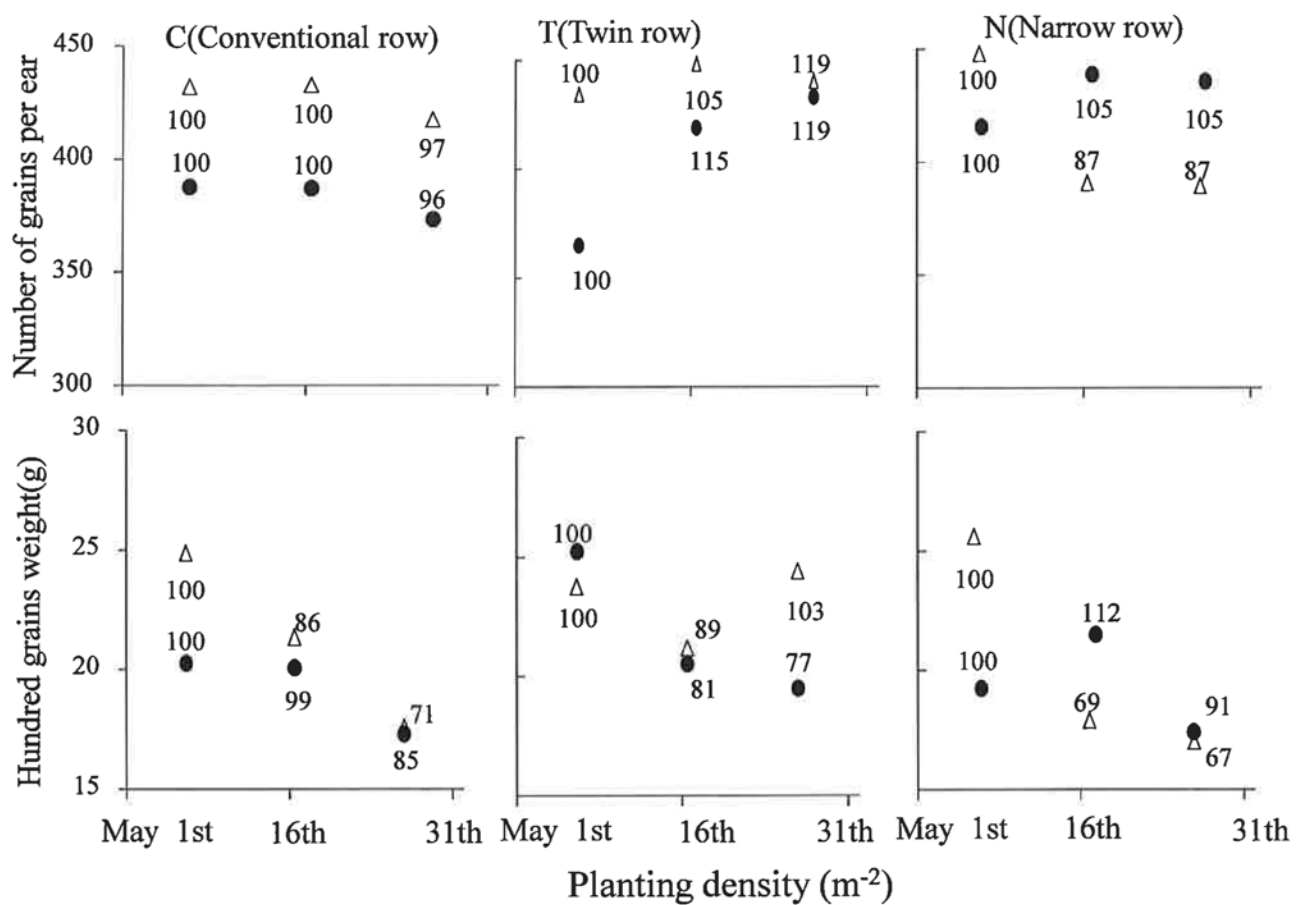 C(Conventional row) T(Twin row) N(Narrow row)
Number of grains per ear
450
400
350
300
100 100 97
100 100 96
100 105 119
100 115 119
100 105 105
100 87 87
Hundred grains weight(g)
30
25
20
15
100 86 71
100 99 85
100 81 77
100 89 103
100 112 91
100 69 67
May 1st 16th 31th May 1st 16th 31th May 1st 16th 31th
Planting density (m-2)